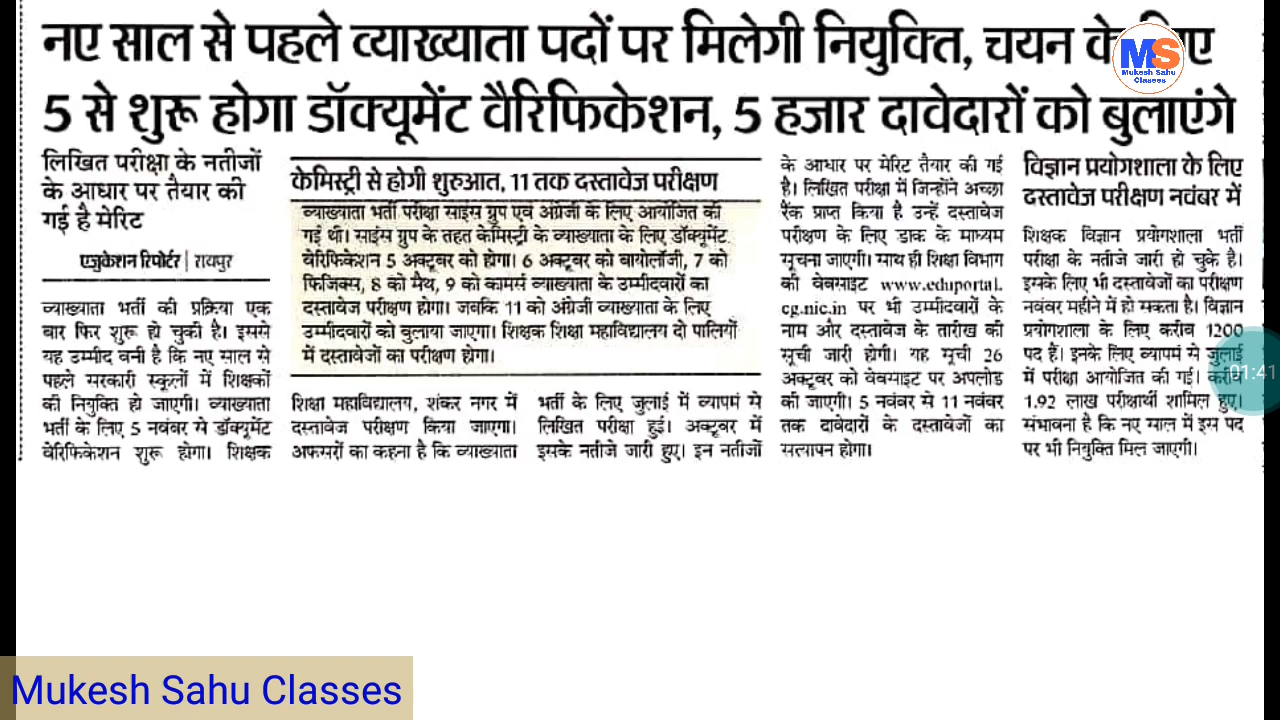 नए साल से पहले व्याख्याता पदों पर मिलेगी नियुक्ति, चयन के लिए
5 से शुरू होगा डॉक्यूमेंट वैरिफिकेशन, 5 हजार दावेदारों को बुलाएंगे
MS
Mukesh Sahu
Classes
लिखित परीक्षा के नतीजों
के आधार पर तैयार की
गई है मेरिट
एजुकेशन रिपोर्टर | रायपुर
व्याख्याता भर्ती की प्रक्रिया एक
बार फिर शुरू हो चुकी है। इससे
यह उम्मीद बनी है कि नए साल से
पहले सरकारी स्कूलों में शिक्षकों
की नियुक्ति हो जाएगी। व्याख्याता
भर्ती के लिए 5 नवंबर से डॉक्यूमेंट
वेरिफिकेशन शुरू होगा। शिक्षक
केमिस्ट्री से होगी शुरुआत, 11 तक दस्तावेज परीक्षण
व्याख्याता भर्ती परीक्षा साइंस ग्रुप एवं अंग्रेजी के लिए आयोजित की
गई थी। साइंस ग्रुप के तहत केमिस्ट्री के व्याख्याता के लिए डॉक्यूमेंट
वेरिफिकेशन 5 अक्टूबर को होगा। 6 अक्टूबर को बायोलॉजी, 7 को
फिजिक्स, 8 को मैथ, 9 को कामर्स व्याख्याता के उम्मीदवारों का
दस्तावेज परीक्षण होगा। जबकि 11 को अंग्रेजी व्याख्याता के लिए
उम्मीदवारों को बुलाया जाएगा। शिक्षक शिक्षा महाविद्यालय दो पालियों
में दस्तावेजों का परीक्षण होगा।
शिक्षा महाविद्यालय, शंकर नगर में
दस्तावेज परीक्षण किया जाएगा।
अफसरों का कहना है कि व्याख्याता
भर्ती के लिए जुलाई में व्यापमं से
लिखित परीक्षा हुई। अक्टूबर में
इसके नतीजे जारी हुए। इन नतीजों
के आधार पर मेरिट तैयार की गई
है। लिखित परीक्षा में जिन्होंने अच्छा
रैंक प्राप्त किया है उन्हें दस्तावेज
परीक्षण के लिए डाक के माध्यम
सूचना जाएगी। साथ ही शिक्षा विभाग
की वेबसाइट www.eduportal.
cg.nic.in पर भी उम्मीदवारों के
नाम और दस्तावेज के तारीख की
सूची जारी होगी। यह सूची 26
अक्टूबर को वेबसाइट पर अपलोड
की जाएगी। 5 नवंबर से 11 नवंबर
तक दावेदारों के दस्तावेजों का
सत्यापन होगा।
विज्ञान प्रयोगशाला के लिए
दस्तावेज परीक्षण नवंबर में
शिक्षक विज्ञान प्रयोगशाला भर्ती
परीक्षा के नतीजे जारी हो चुके है।
इसके लिए भी दस्तावेजों का परीक्षण
नवंबर महीने में हो सकता है। विज्ञान
प्रयोगशाला के लिए करीब 1200
पद हैं। इनके लिए व्यापमं से जुलाई
में परीक्षा आयोजित की गई। करीब
1.92 लाख परीक्षार्थी शामिल हुए।
संभावना है कि नए साल में इस पद
पर भी नियुक्ति मिल जाएगी।
01:41
Mukesh Sahu Classes